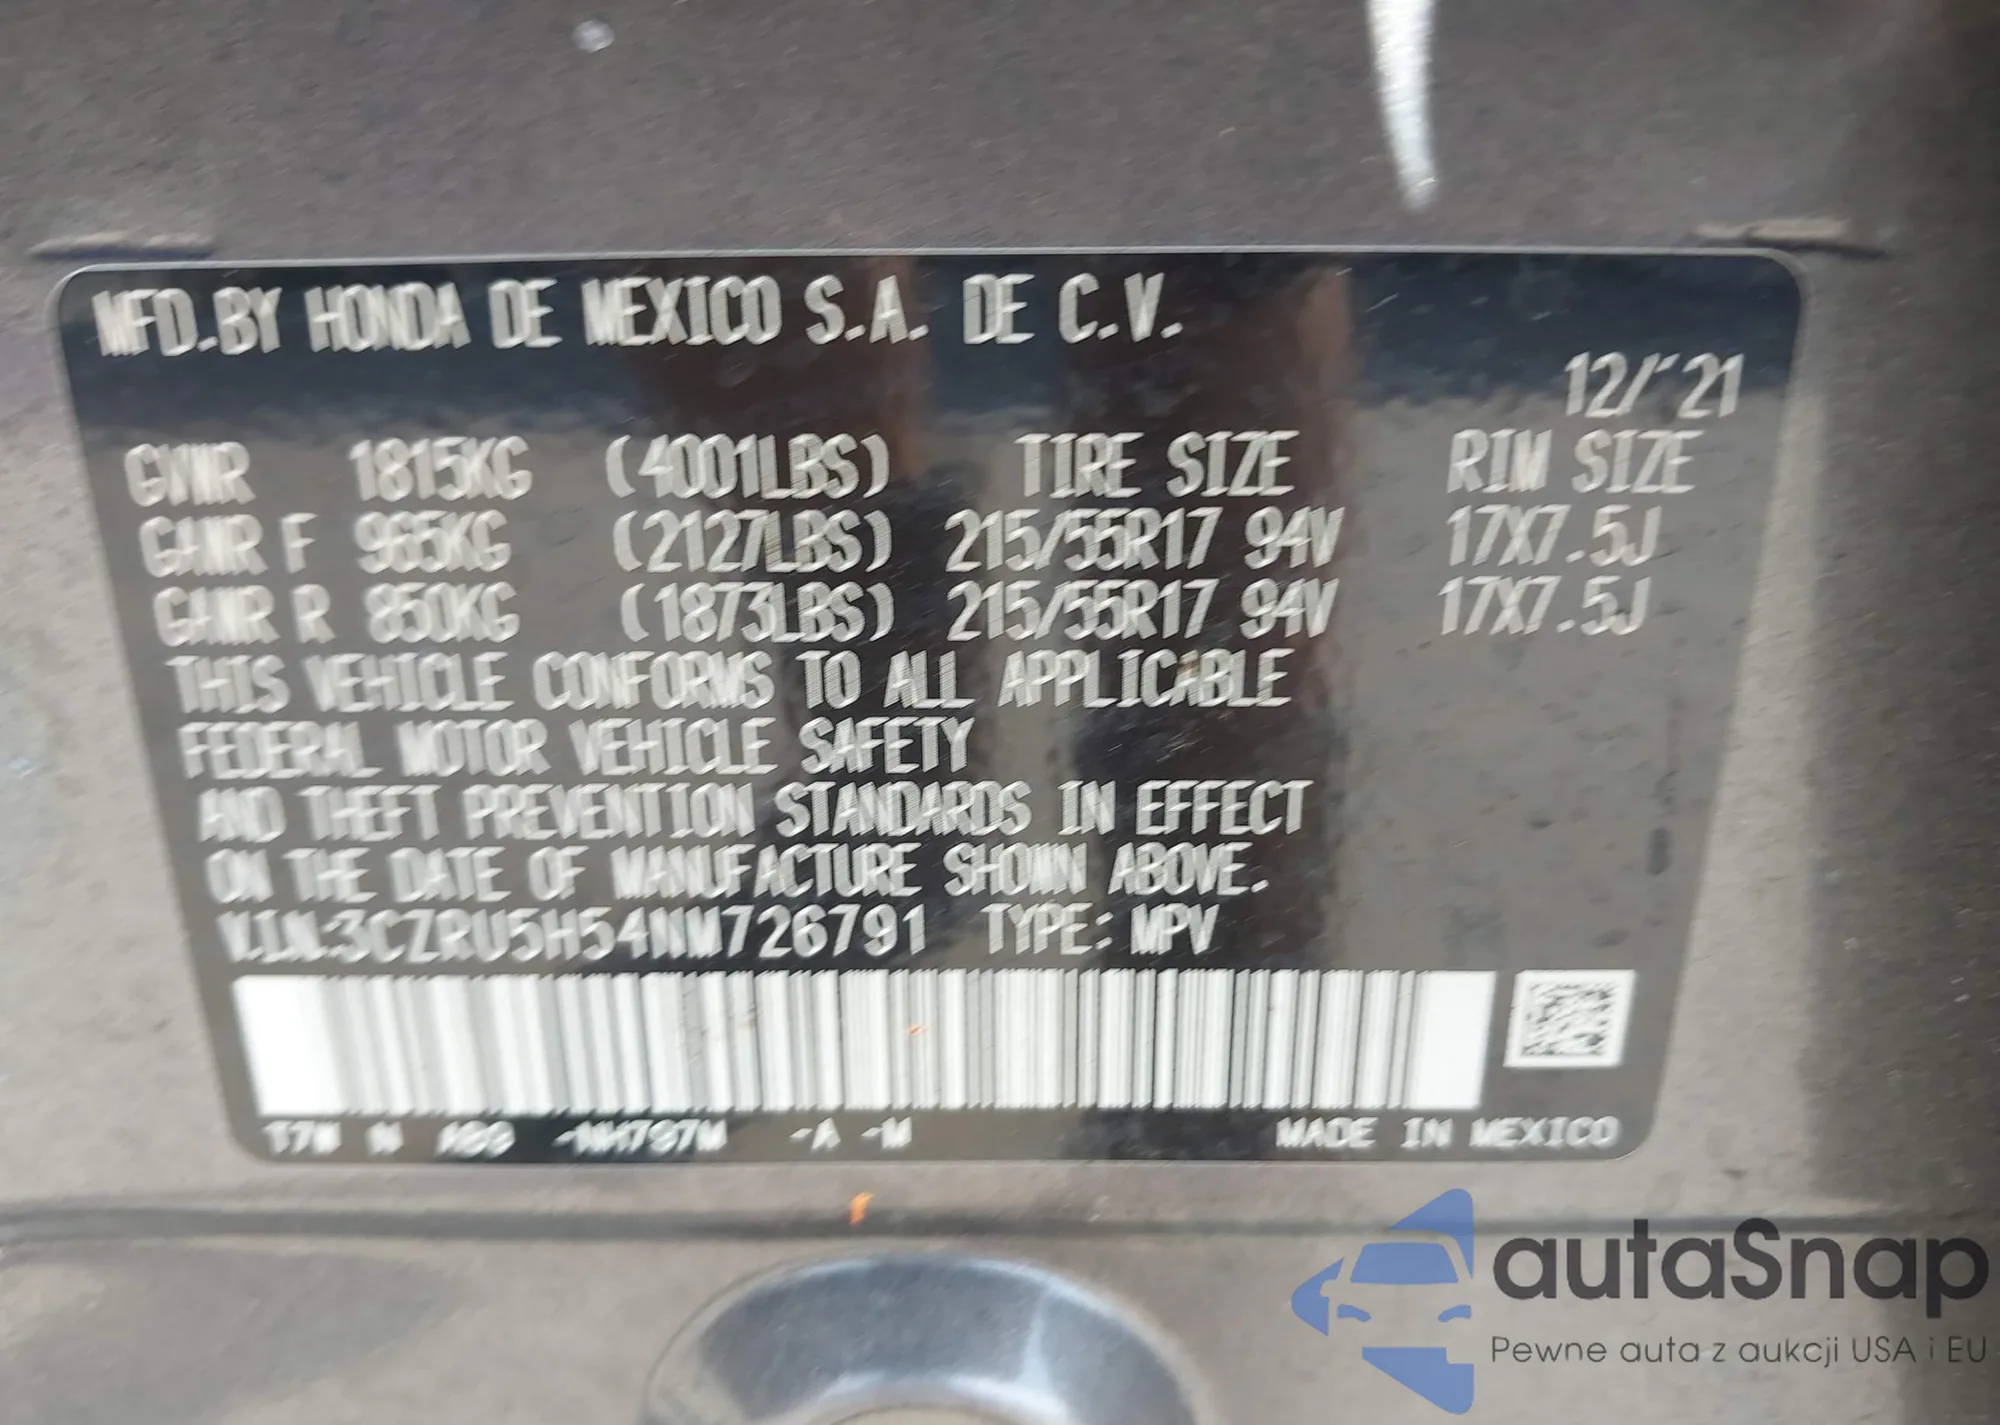 MFD.BY HONDA DE MEXICO S.A. DE C.V.
12/'21
GVWR 1815KG (4001LBS) TIRE SIZE RIM SIZE
GAWR F 965KG (2127LBS) 215/55R17 94V 17X7.5J
GAWR R 850KG (1873LBS) 215/55R17 94V 17X7.5J
THIS VEHICLE CONFORMS TO ALL APPLICABLE
FEDERAL MOTOR VEHICLE SAFETY
AND THEFT PREVENTION STANDARDS IN EFFECT
ON THE DATE OF MANUFACTURE SHOWN ABOVE.
V.I.N:3CZRU5H54NM726791 TYPE: MPV
T7W N A09 -NH797M -A -M MADE IN MEXICO
autaSnap
Pewne auta z aukcji USA i EU